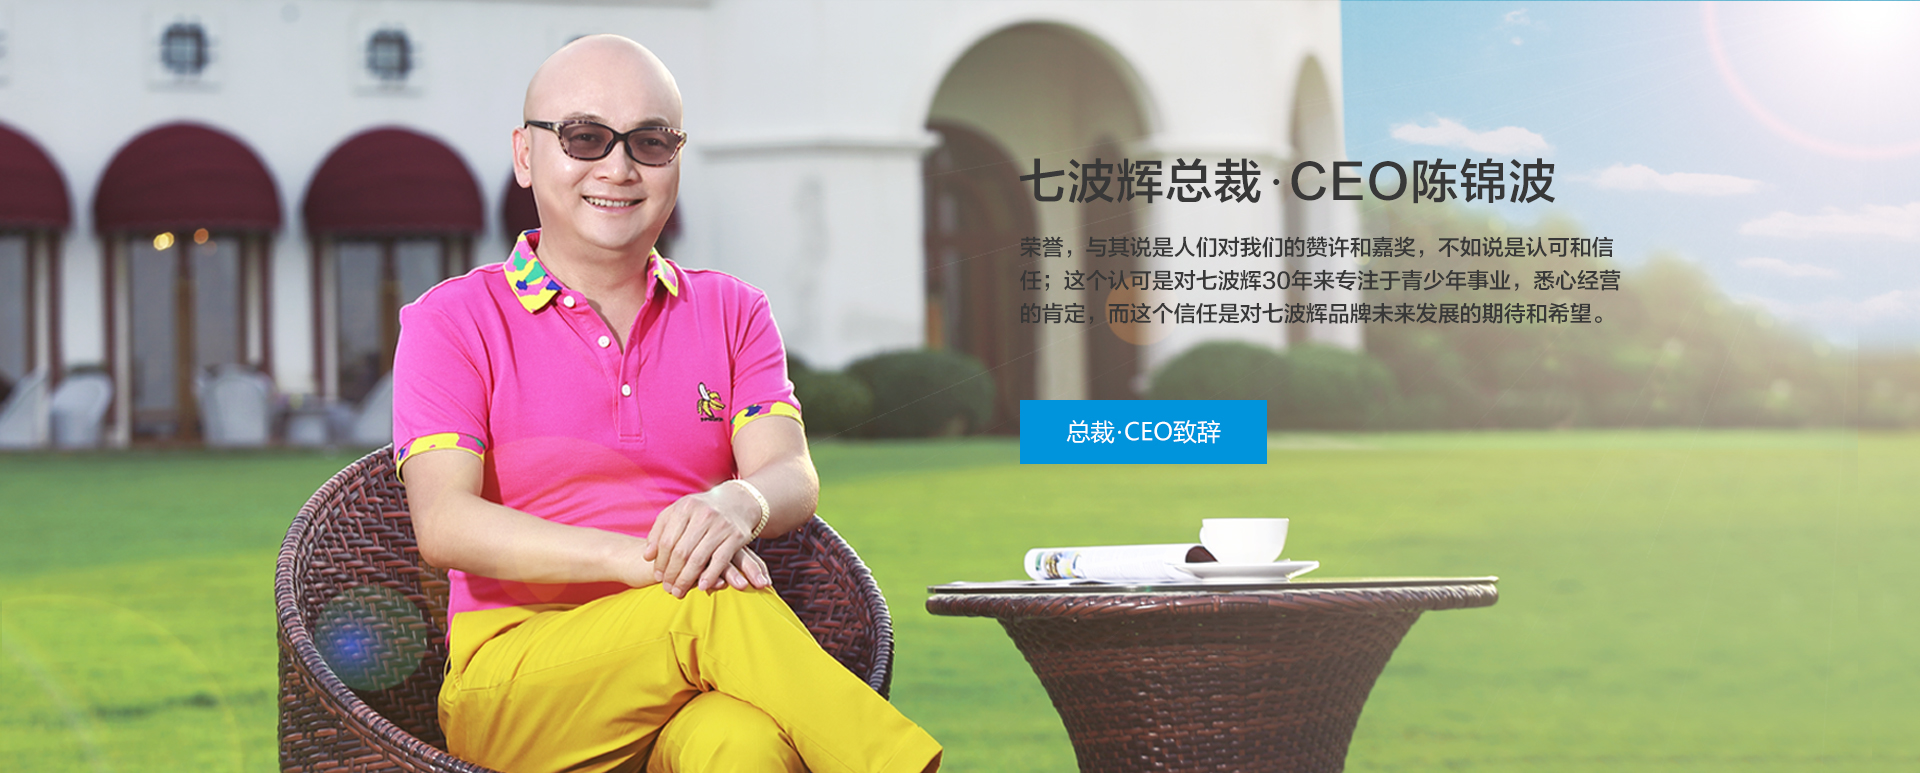 七波辉总裁·CEO陈锦波
荣誉，与其说是人们对我们的赞许和嘉奖，不如说是认可和信
任；这个认可是对七波辉30年来专注于青少年事业，悉心经营
的肯定，而这个信任是对七波辉品牌未来发展的期待和希望。
总裁·CEO致辞